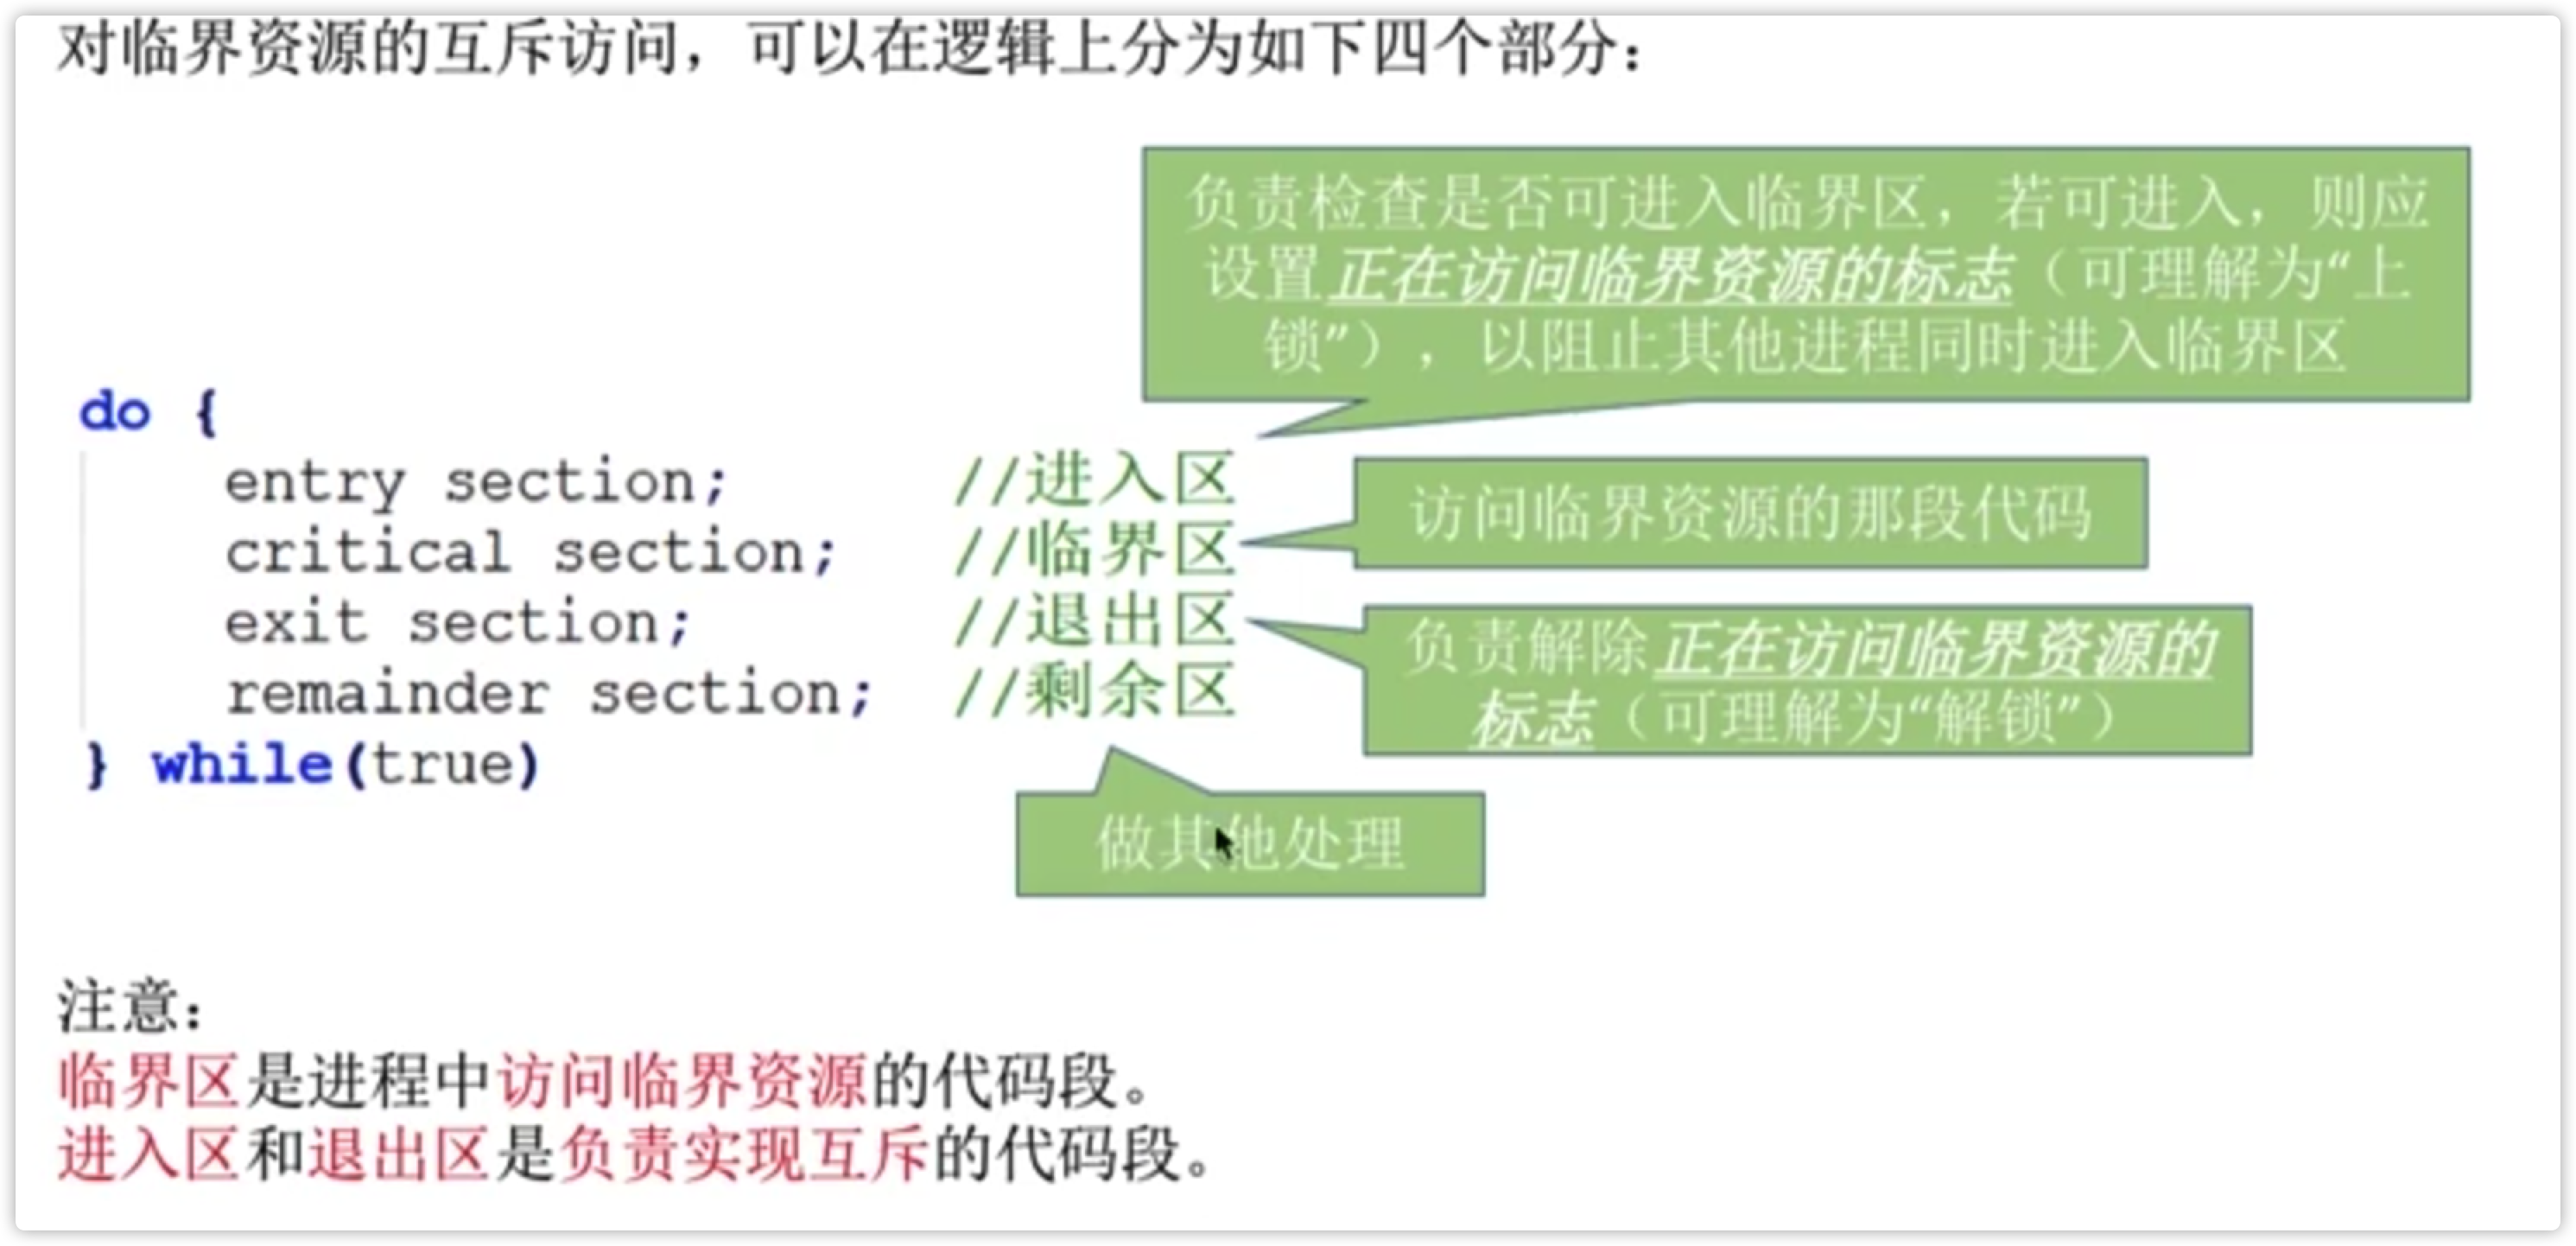 对临界资源的互斥访问，可以在逻辑上分为如下四个部分：
负责检查是否可进入临界区，若可进入，则应
设置正在访问临界资源的标志（可理解为“上
锁”），以阻止其他进程同时进入临界区
do {
entry section; //进入区
访问临界资源的那段代码
critical section; //临界区
exit section; //退出区
负责解除正在访问临界资源的
标志（可理解为“解锁”）
remainder section; //剩余区
} while(true)
做其他处理
注意：
临界区是进程中访问临界资源的代码段。
进入区和退出区是负责实现互斥的代码段。